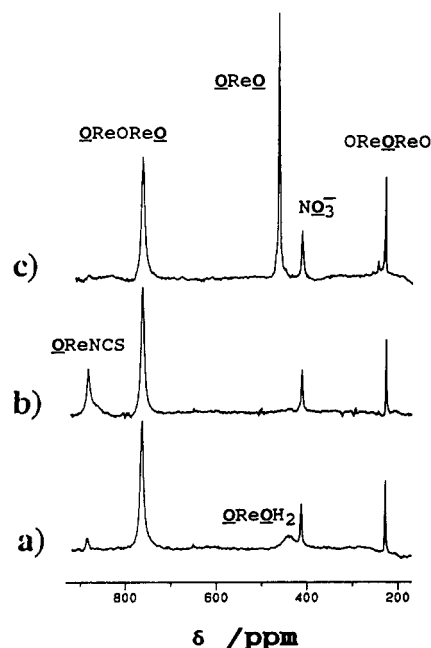 OReO
OReOReO
OReOReO
NO₃⁻
c)
OReNCS
b)
OReOH₂
a)
800
600
400
200
δ /ppm